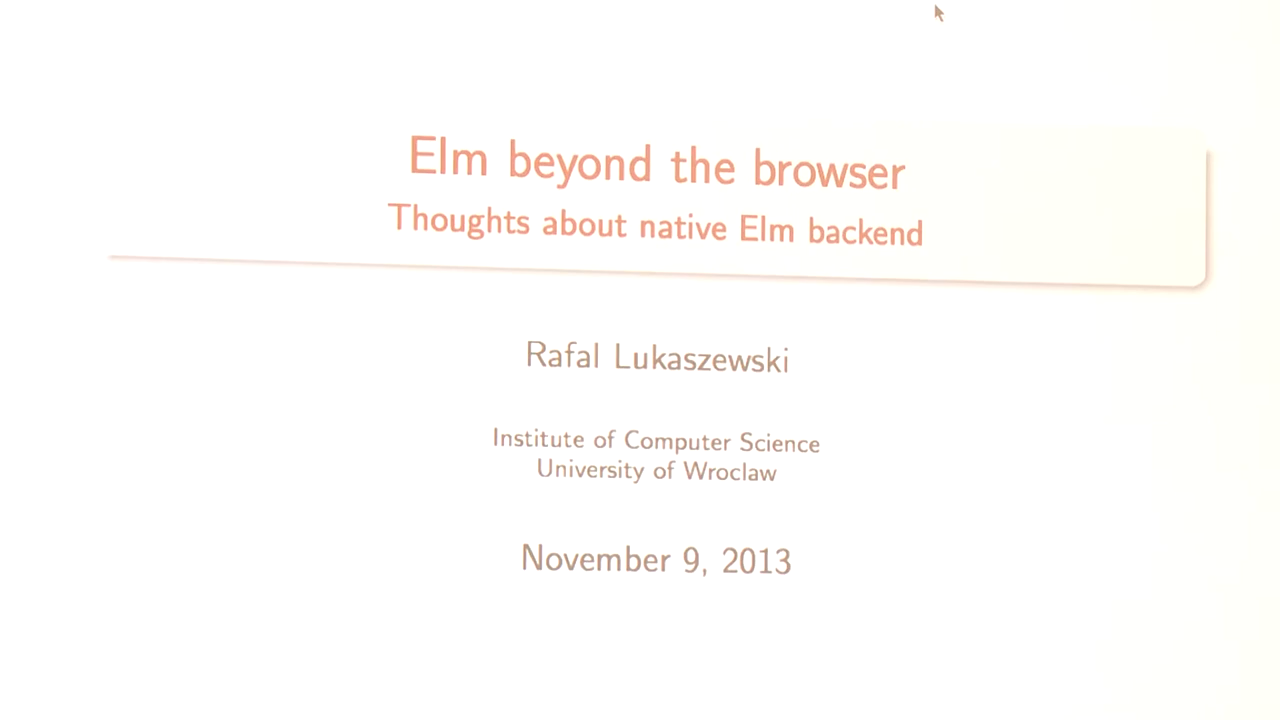 Elm beyond the browser
Thoughts about native Elm backend
Rafal Lukaszewski
Institute of Computer Science
University of Wroclaw
November 9, 2013